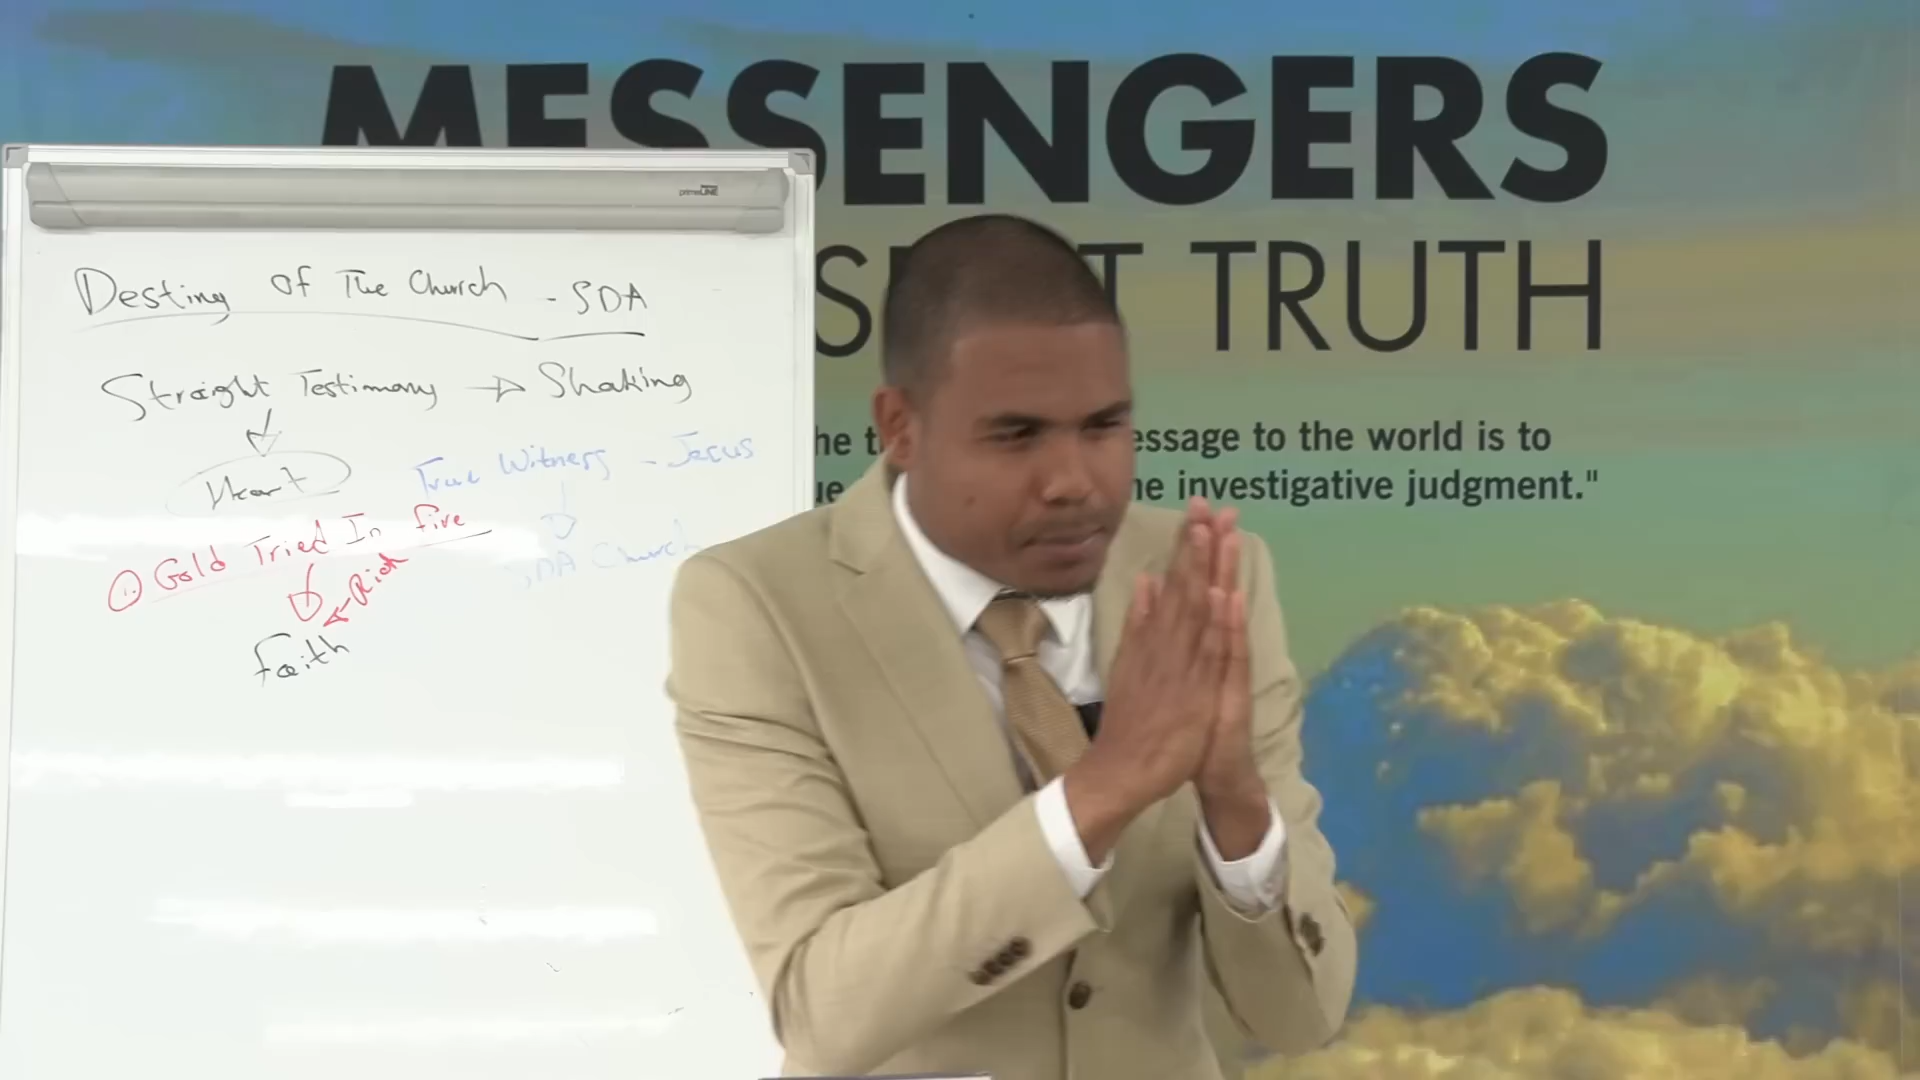 MESSENGERS
TRUTH
essage to the world is to
investigative judgment."
primeLINE
Destiny Of The Church - SDA
Straight Testimony → Shaking
Heart
True Witness - Jesus
SDA Church
1. Gold Tried In fire
Rich
faith